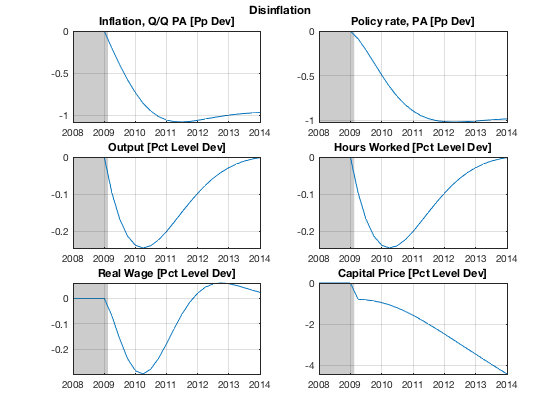 Disinflation
Inflation, Q/Q PA [Pp Dev]
0
-0.5
-1
2008 2009 2010 2011 2012 2013 2014
Policy rate, PA [Pp Dev]
0
-0.5
-1
2008 2009 2010 2011 2012 2013 2014
Output [Pct Level Dev]
0
-0.1
-0.2
2008 2009 2010 2011 2012 2013 2014
Hours Worked [Pct Level Dev]
0
-0.1
-0.2
2008 2009 2010 2011 2012 2013 2014
Real Wage [Pct Level Dev]
0
-0.1
-0.2
2008 2009 2010 2011 2012 2013 2014
Capital Price [Pct Level Dev]
0
-2
-4
2008 2009 2010 2011 2012 2013 2014